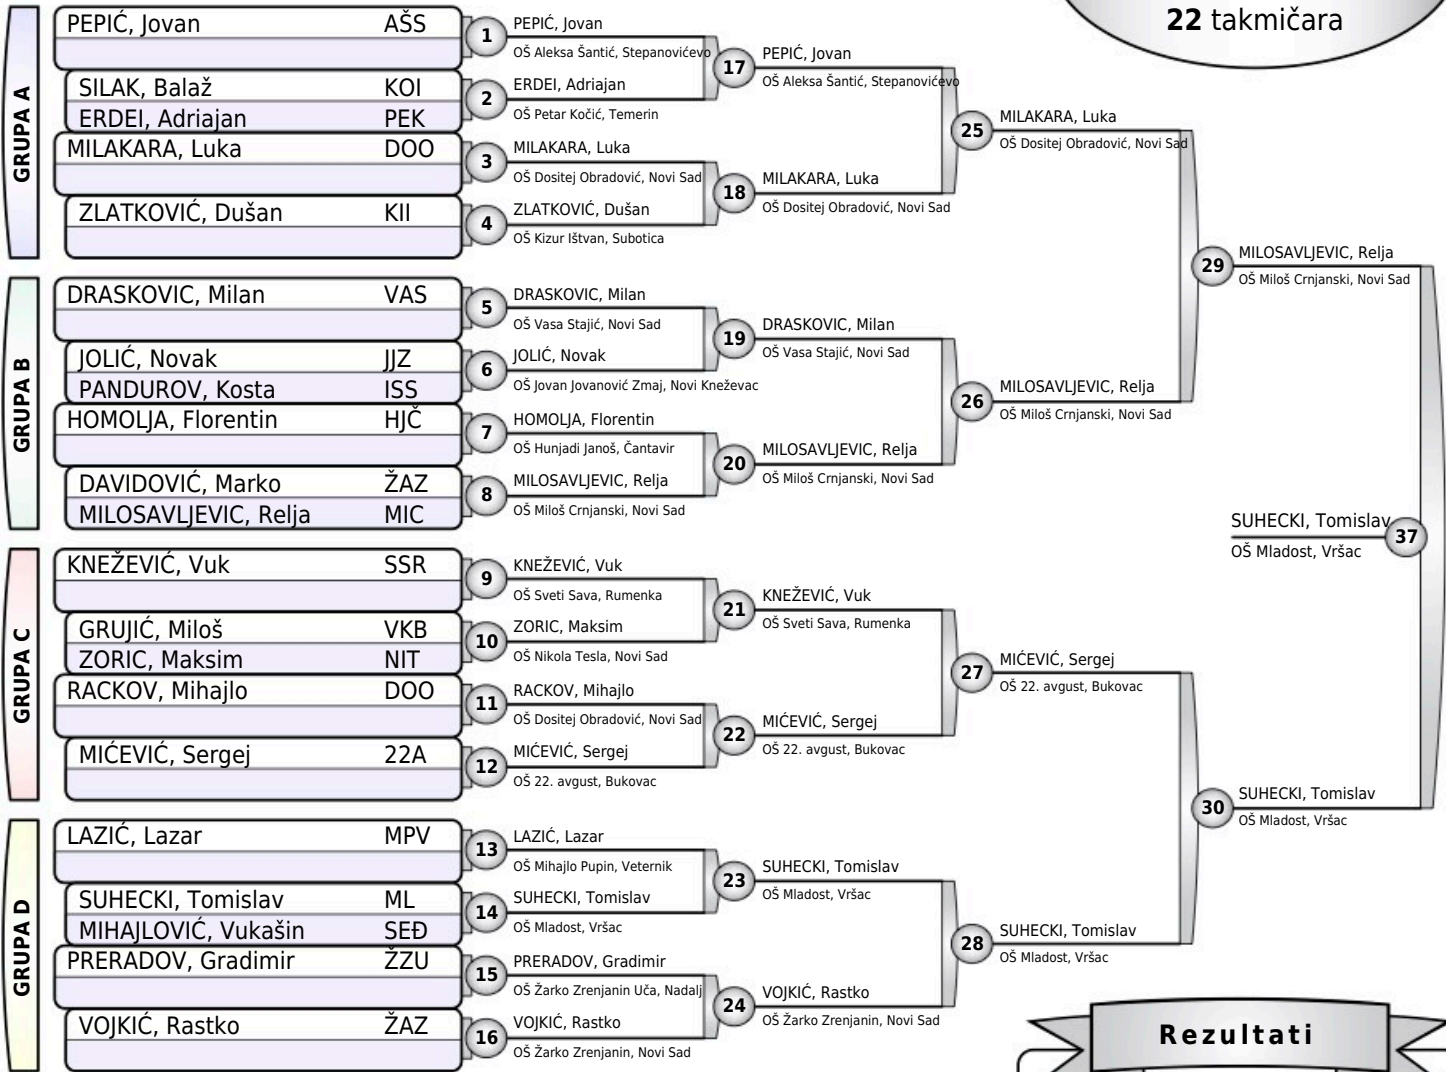 22 takmičara
GRUPA A
PEPIĆ, Jovan AŠS
SILAK, Balaž KOI
ERDEI, Adriajan PEK
MILAKARA, Luka DOO
ZLATKOVIĆ, Dušan KII
GRUPA B
DRASKOVIC, Milan VAS
JOLIĆ, Novak JJZ
PANDUROV, Kosta ISS
HOMOLJA, Florentin HJČ
DAVIDOVIĆ, Marko ŽAZ
MILOSAVLJEVIC, Relja MIC
GRUPA C
KNEŽEVIĆ, Vuk SSR
GRUJIĆ, Miloš VKB
ZORIC, Maksim NIT
RACKOV, Mihajlo DOO
MIĆEVIĆ, Sergej 22A
GRUPA D
LAZIĆ, Lazar MPV
SUHECKI, Tomislav ML
MIHAJLOVIĆ, Vukašin SEĐ
PRERADOV, Gradimir ŽZU
VOJKIĆ, Rastko ŽAZ
1 PEPIĆ, Jovan
OŠ Aleksa Šantić, Stepanovićevo
2 ERDEI, Adriajan
OŠ Petar Kočić, Temerin
3 MILAKARA, Luka
OŠ Dositej Obradović, Novi Sad
4 ZLATKOVIĆ, Dušan
OŠ Kizur Ištvan, Subotica
5 DRASKOVIC, Milan
OŠ Vasa Stajić, Novi Sad
6 JOLIĆ, Novak
OŠ Jovan Jovanović Zmaj, Novi Kneževac
7 HOMOLJA, Florentin
OŠ Hunjadi Janoš, Čantavir
8 MILOSAVLJEVIC, Relja
OŠ Miloš Crnjanski, Novi Sad
9 KNEŽEVIĆ, Vuk
OŠ Sveti Sava, Rumenka
10 ZORIC, Maksim
OŠ Nikola Tesla, Novi Sad
11 RACKOV, Mihajlo
OŠ Dositej Obradović, Novi Sad
12 MIĆEVIĆ, Sergej
OŠ 22. avgust, Bukovac
13 LAZIĆ, Lazar
OŠ Mihajlo Pupin, Veternik
14 SUHECKI, Tomislav
OŠ Mladost, Vršac
15 PRERADOV, Gradimir
OŠ Žarko Zrenjanin Uča, Nadalj
16 VOJKIĆ, Rastko
OŠ Žarko Zrenjanin, Novi Sad
17 PEPIĆ, Jovan
OŠ Aleksa Šantić, Stepanovićevo
18 MILAKARA, Luka
OŠ Dositej Obradović, Novi Sad
19 DRASKOVIC, Milan
OŠ Vasa Stajić, Novi Sad
20 MILOSAVLJEVIC, Relja
OŠ Miloš Crnjanski, Novi Sad
21 KNEŽEVIĆ, Vuk
OŠ Sveti Sava, Rumenka
22 MIĆEVIĆ, Sergej
OŠ 22. avgust, Bukovac
23 SUHECKI, Tomislav
OŠ Mladost, Vršac
24 VOJKIĆ, Rastko
OŠ Žarko Zrenjanin, Novi Sad
25 MILAKARA, Luka
OŠ Dositej Obradović, Novi Sad
26 MILOSAVLJEVIC, Relja
OŠ Miloš Crnjanski, Novi Sad
27 MIĆEVIĆ, Sergej
OŠ 22. avgust, Bukovac
28 SUHECKI, Tomislav
OŠ Mladost, Vršac
29 MILOSAVLJEVIC, Relja
OŠ Miloš Crnjanski, Novi Sad
30 SUHECKI, Tomislav
OŠ Mladost, Vršac
SUHECKI, Tomislav 37
OŠ Mladost, Vršac
Rezultati